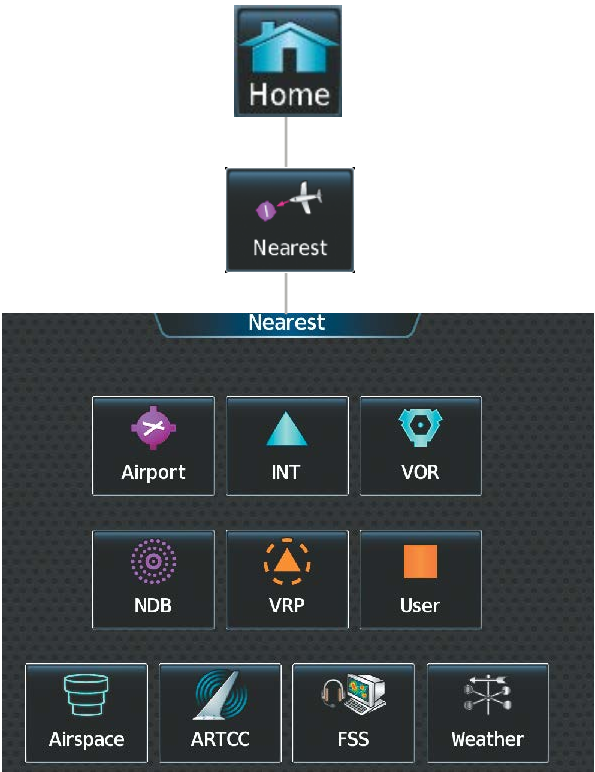 Home
Nearest
Nearest
Airport INT VOR
NDB VRP User
Airspace ARTCC FSS Weather